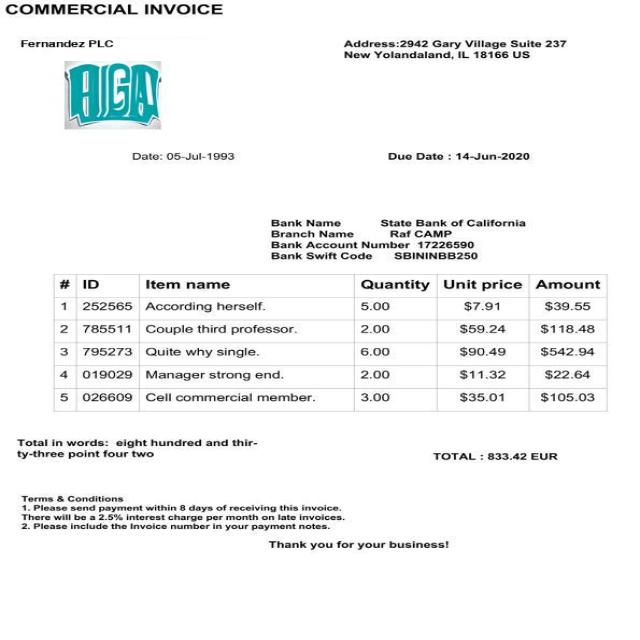 COMMERCIAL INVOICE
Fernandez PLC
Address:2942 Gary Village Suite 237
New Yolandaland, IL 18166 US
AIGA
Date: 05-Jul-1993
Due Date : 14-Jun-2020
Bank Name State Bank of California
Branch Name Raf CAMP
Bank Account Number 17226590
Bank Swift Code SBININBB250
# ID Item name Quantity Unit price Amount
1 252565 According herself. 5.00 $7.91 $39.55
2 785511 Couple third professor. 2.00 $59.24 $118.48
3 795273 Quite why single. 6.00 $90.49 $542.94
4 019029 Manager strong end. 2.00 $11.32 $22.64
5 026609 Cell commercial member. 3.00 $35.01 $105.03
Total in words: eight hundred and thir-
ty-three point four two
TOTAL : 833.42 EUR
Terms & Conditions
1. Please send payment within 8 days of receiving this invoice.
There will be a 2.5% interest charge per month on late invoices.
2. Please include the Invoice number in your payment notes.
Thank you for your business!